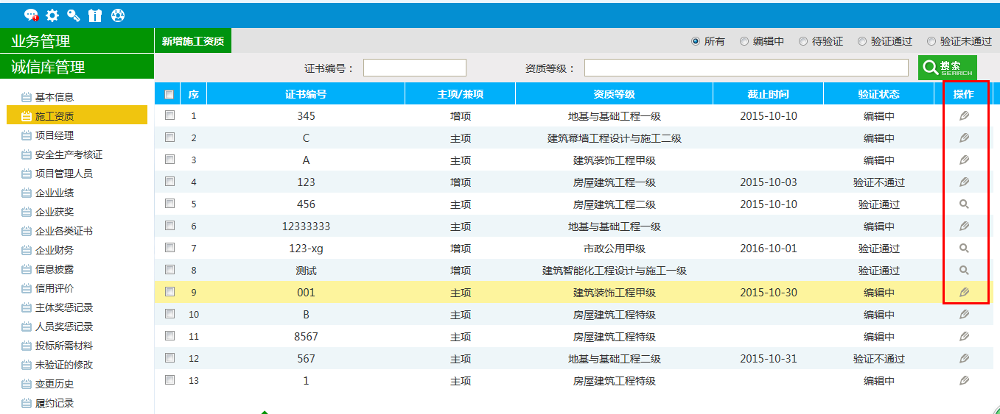 业务管理
诚信库管理
基本信息
施工资质
项目经理
安全生产考核证
项目管理人员
企业业绩
企业获奖
企业各类证书
企业财务
信息披露
信用评价
主体奖惩记录
人员奖惩记录
投标所需材料
未验证的修改
变更历史
履约记录
新增施工资质 所有 编辑中 待验证 验证通过 验证未通过
证书编号： 资质等级： 搜索 SEARCH
序 证书编号 主项/兼项 资质等级 截止时间 验证状态 操作
1 345 增项 地基与基础工程一级 2015-10-10 编辑中
2 C 主项 建筑幕墙工程设计与施工二级 编辑中
3 A 主项 建筑装饰工程甲级 编辑中
4 123 增项 房屋建筑工程一级 2015-10-03 验证不通过
5 456 主项 房屋建筑工程二级 2015-10-10 验证通过
6 12333333 主项 地基与基础工程一级 编辑中
7 123-xg 增项 市政公用甲级 2016-10-01 验证通过
8 测试 主项 建筑智能化工程设计与施工一级 验证通过
9 001 主项 建筑装饰工程甲级 2015-10-30 编辑中
10 B 主项 房屋建筑工程特级 编辑中
11 8567 主项 房屋建筑工程特级 编辑中
12 567 主项 地基与基础工程二级 2015-10-31 验证不通过
13 1 主项 房屋建筑工程特级 编辑中